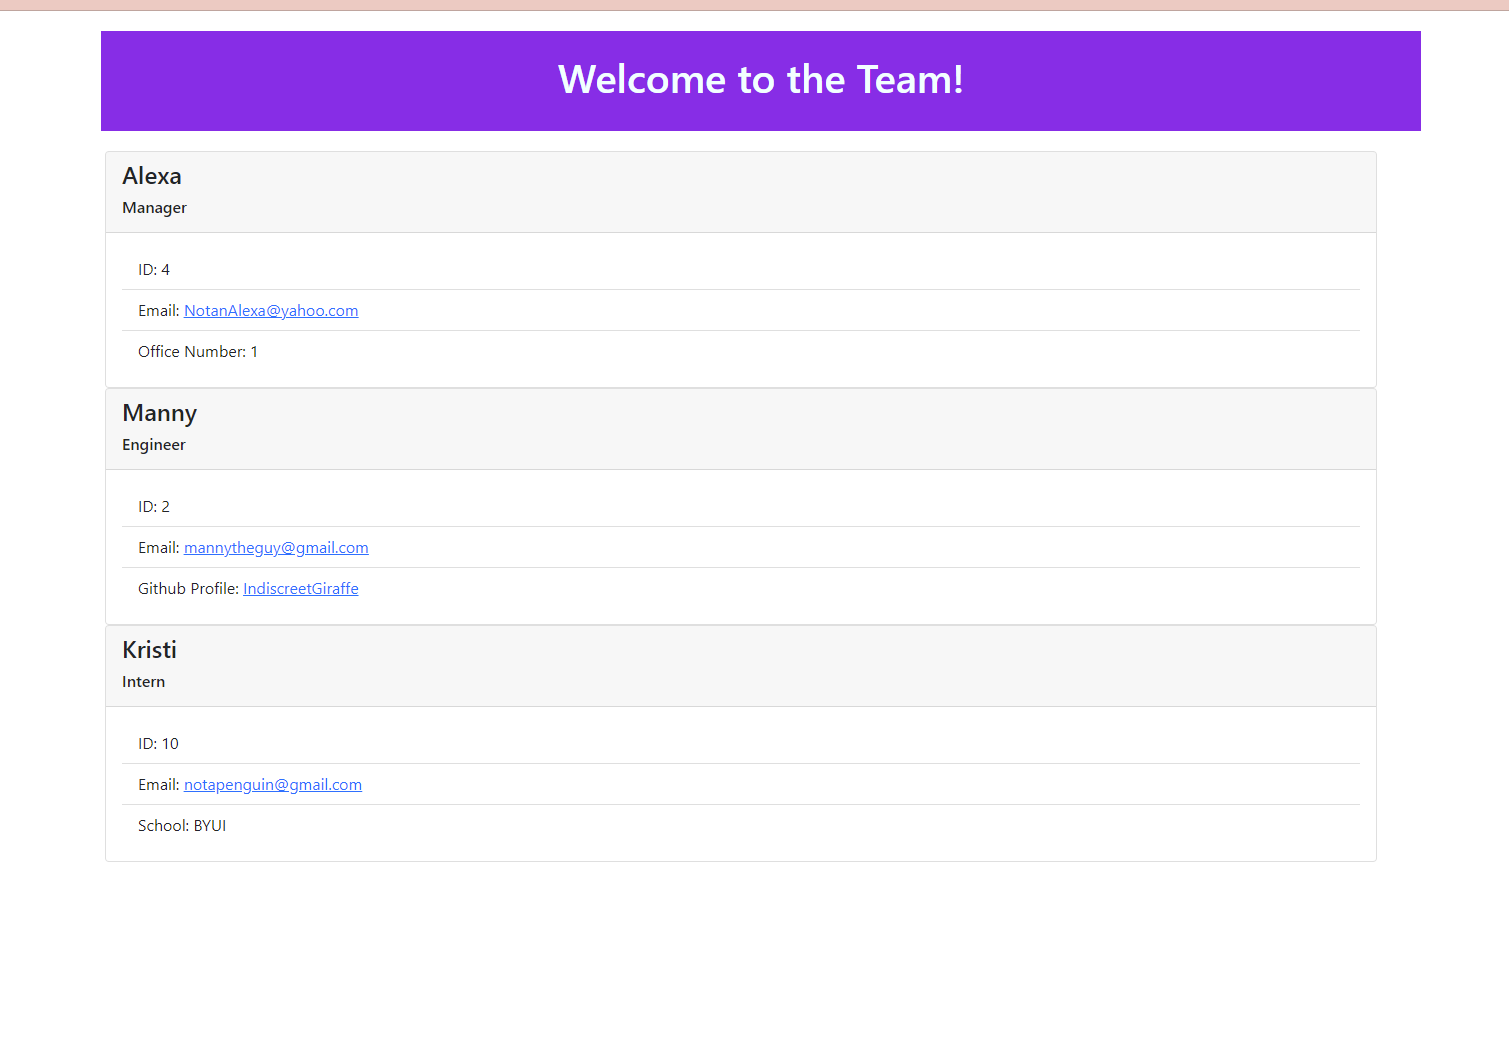 Welcome to the Team!
Alexa
Manager
ID: 4
Email: NotanAlexa@yahoo.com
Office Number: 1
Manny
Engineer
ID: 2
Email: mannytheguy@gmail.com
Github Profile: IndiscreetGiraffe
Kristi
Intern
ID: 10
Email: notapenguin@gmail.com
School: BYUI